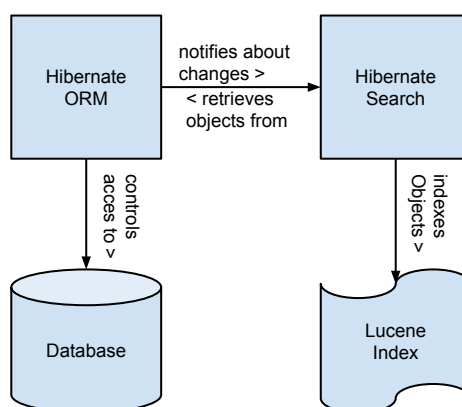 Hibernate
ORM
notifies about
changes >
< retrieves
objects from
Hibernate
Search
controls
acces to >
indexes
Objects >
Database
Lucene
Index